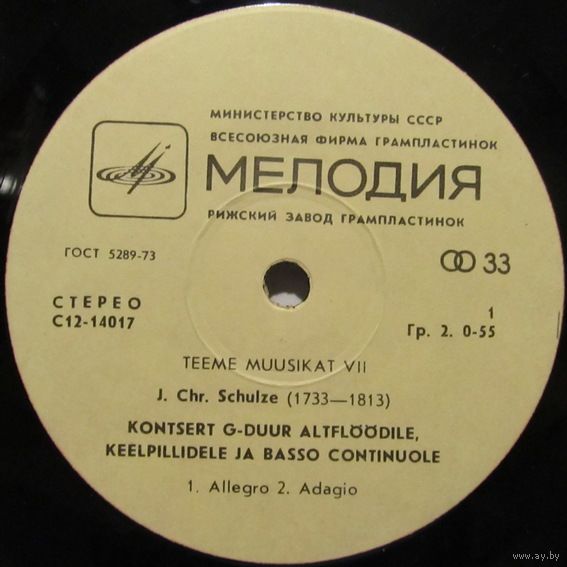 МИНИСТЕРСТВО КУЛЬТУРЫ СССР
ВСЕСОЮЗНАЯ ФИРМА ГРАМПЛАСТИНОК
МЕЛОДИЯ
РИЖСКИЙ ЗАВОД ГРАМПЛАСТИНОК
ГОСТ 5289-73
33
СТЕРЕО
С12-14017
1
Гр. 2. 0-55
TEEME MUUSIKAT VII
J. Chr. Schulze (1733—1813)
KONTSERT G-DUUR ALTFLÖÖDILE,
KEELPILLIDELE JA BASSO CONTINUOLE
1. Allegro 2. Adagio
www.ay.by